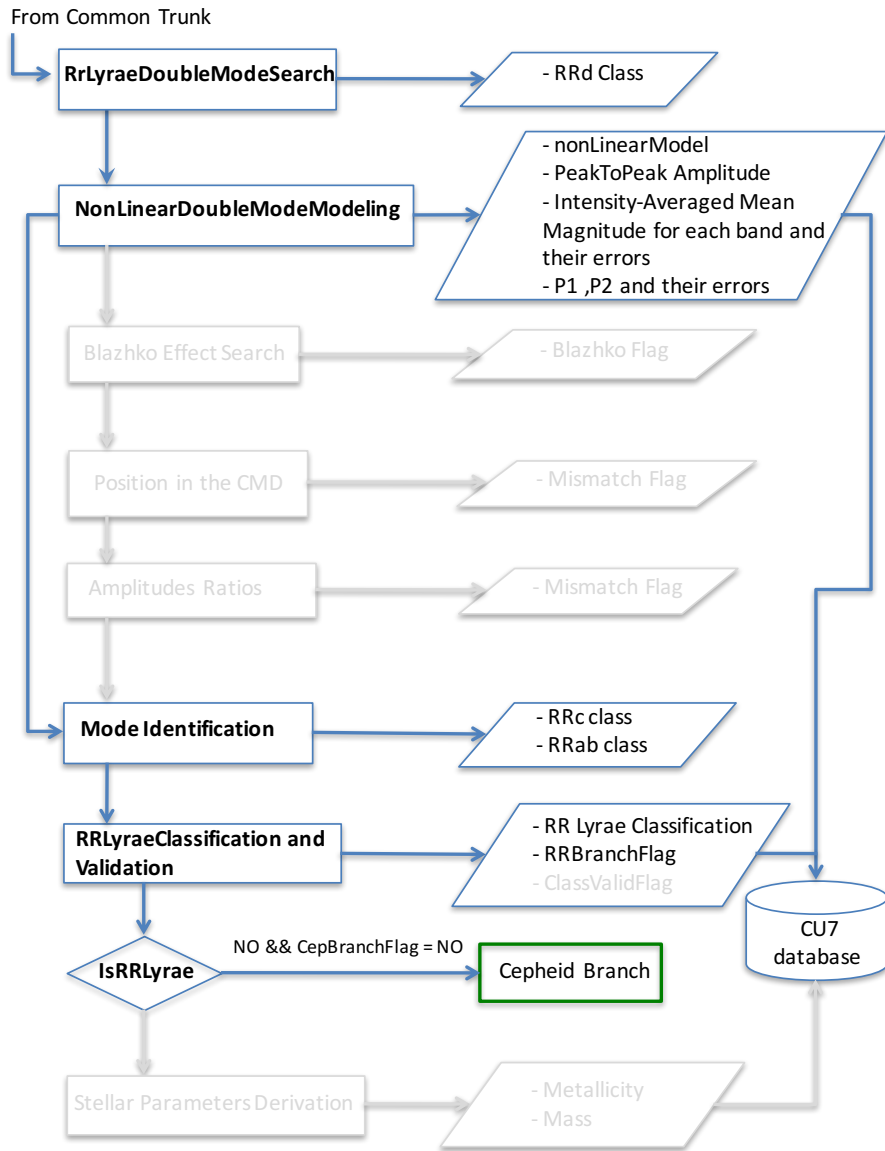 From Common Trunk
RrLyraeDoubleModeSearch
- RRd Class
NonLinearDoubleModeModeling
- nonLinearModel
- PeakToPeak Amplitude
- Intensity-Averaged Mean
Magnitude for each band and
their errors
- P1 ,P2 and their errors
Blazhko Effect Search
- Blazhko Flag
Position in the CMD
- Mismatch Flag
Amplitudes Ratios
- Mismatch Flag
Mode Identification
- RRc class
- RRab class
RRLyraeClassification and
Validation
- RR Lyrae Classification
- RRBranchFlag
- ClassValidFlag
IsRRLyrae
NO && CepBranchFlag = NO
Cepheid Branch
CU7
database
Stellar Parameters Derivation
- Metallicity
- Mass